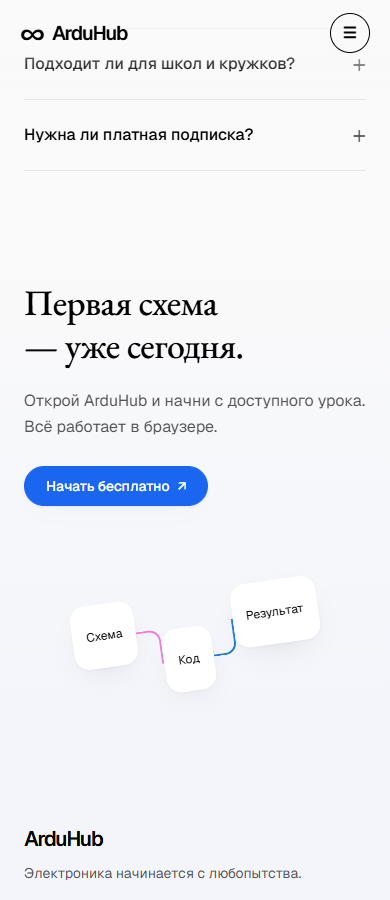 ArduHub
Подходит ли для школ и кружков?
Нужна ли платная подписка?
Первая схема
— уже сегодня.
Открой ArduHub и начни с доступного урока.
Всё работает в браузере.
Начать бесплатно
Схема
Код
Результат
ArduHub
Электроника начинается с любопытства.